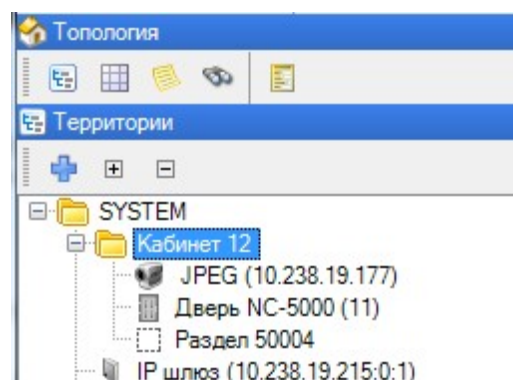 Топология
Территории
SYSTEM
Кабинет 12
JPEG (10.238.19.177)
Дверь NC-5000 (11)
Раздел 50004
IP шлюз (10.238.19.215:0:1)